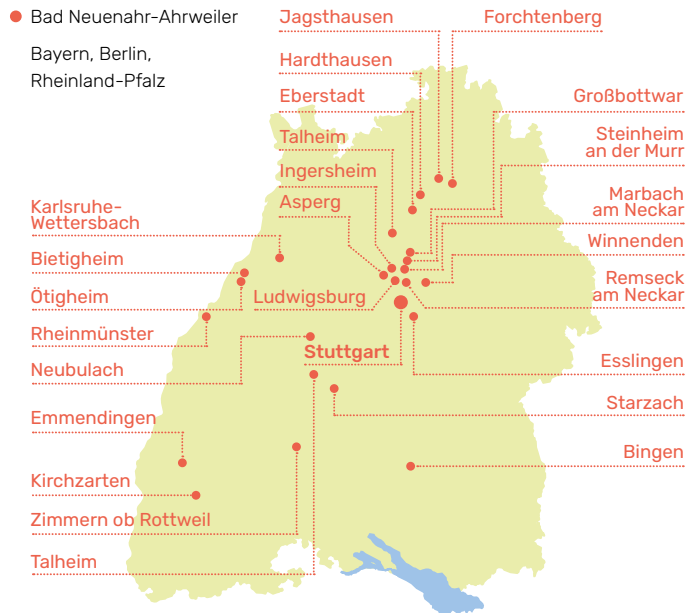 Bad Neuenahr-Ahrweiler
Bayern, Berlin,
Rheinland-Pfalz
Jagsthausen
Forchtenberg
Hardthausen
Eberstadt
Großbottwar
Talheim
Steinheim
an der Murr
Ingersheim
Asperg
Marbach
am Neckar
Karlsruhe-
Wettersbach
Winnenden
Bietigheim
Remseck
am Neckar
Ötigheim
Ludwigsburg
Rheinmünster
Stuttgart
Esslingen
Neubulach
Starzach
Emmendingen
Bingen
Kirchzarten
Zimmern ob Rottweil
Talheim